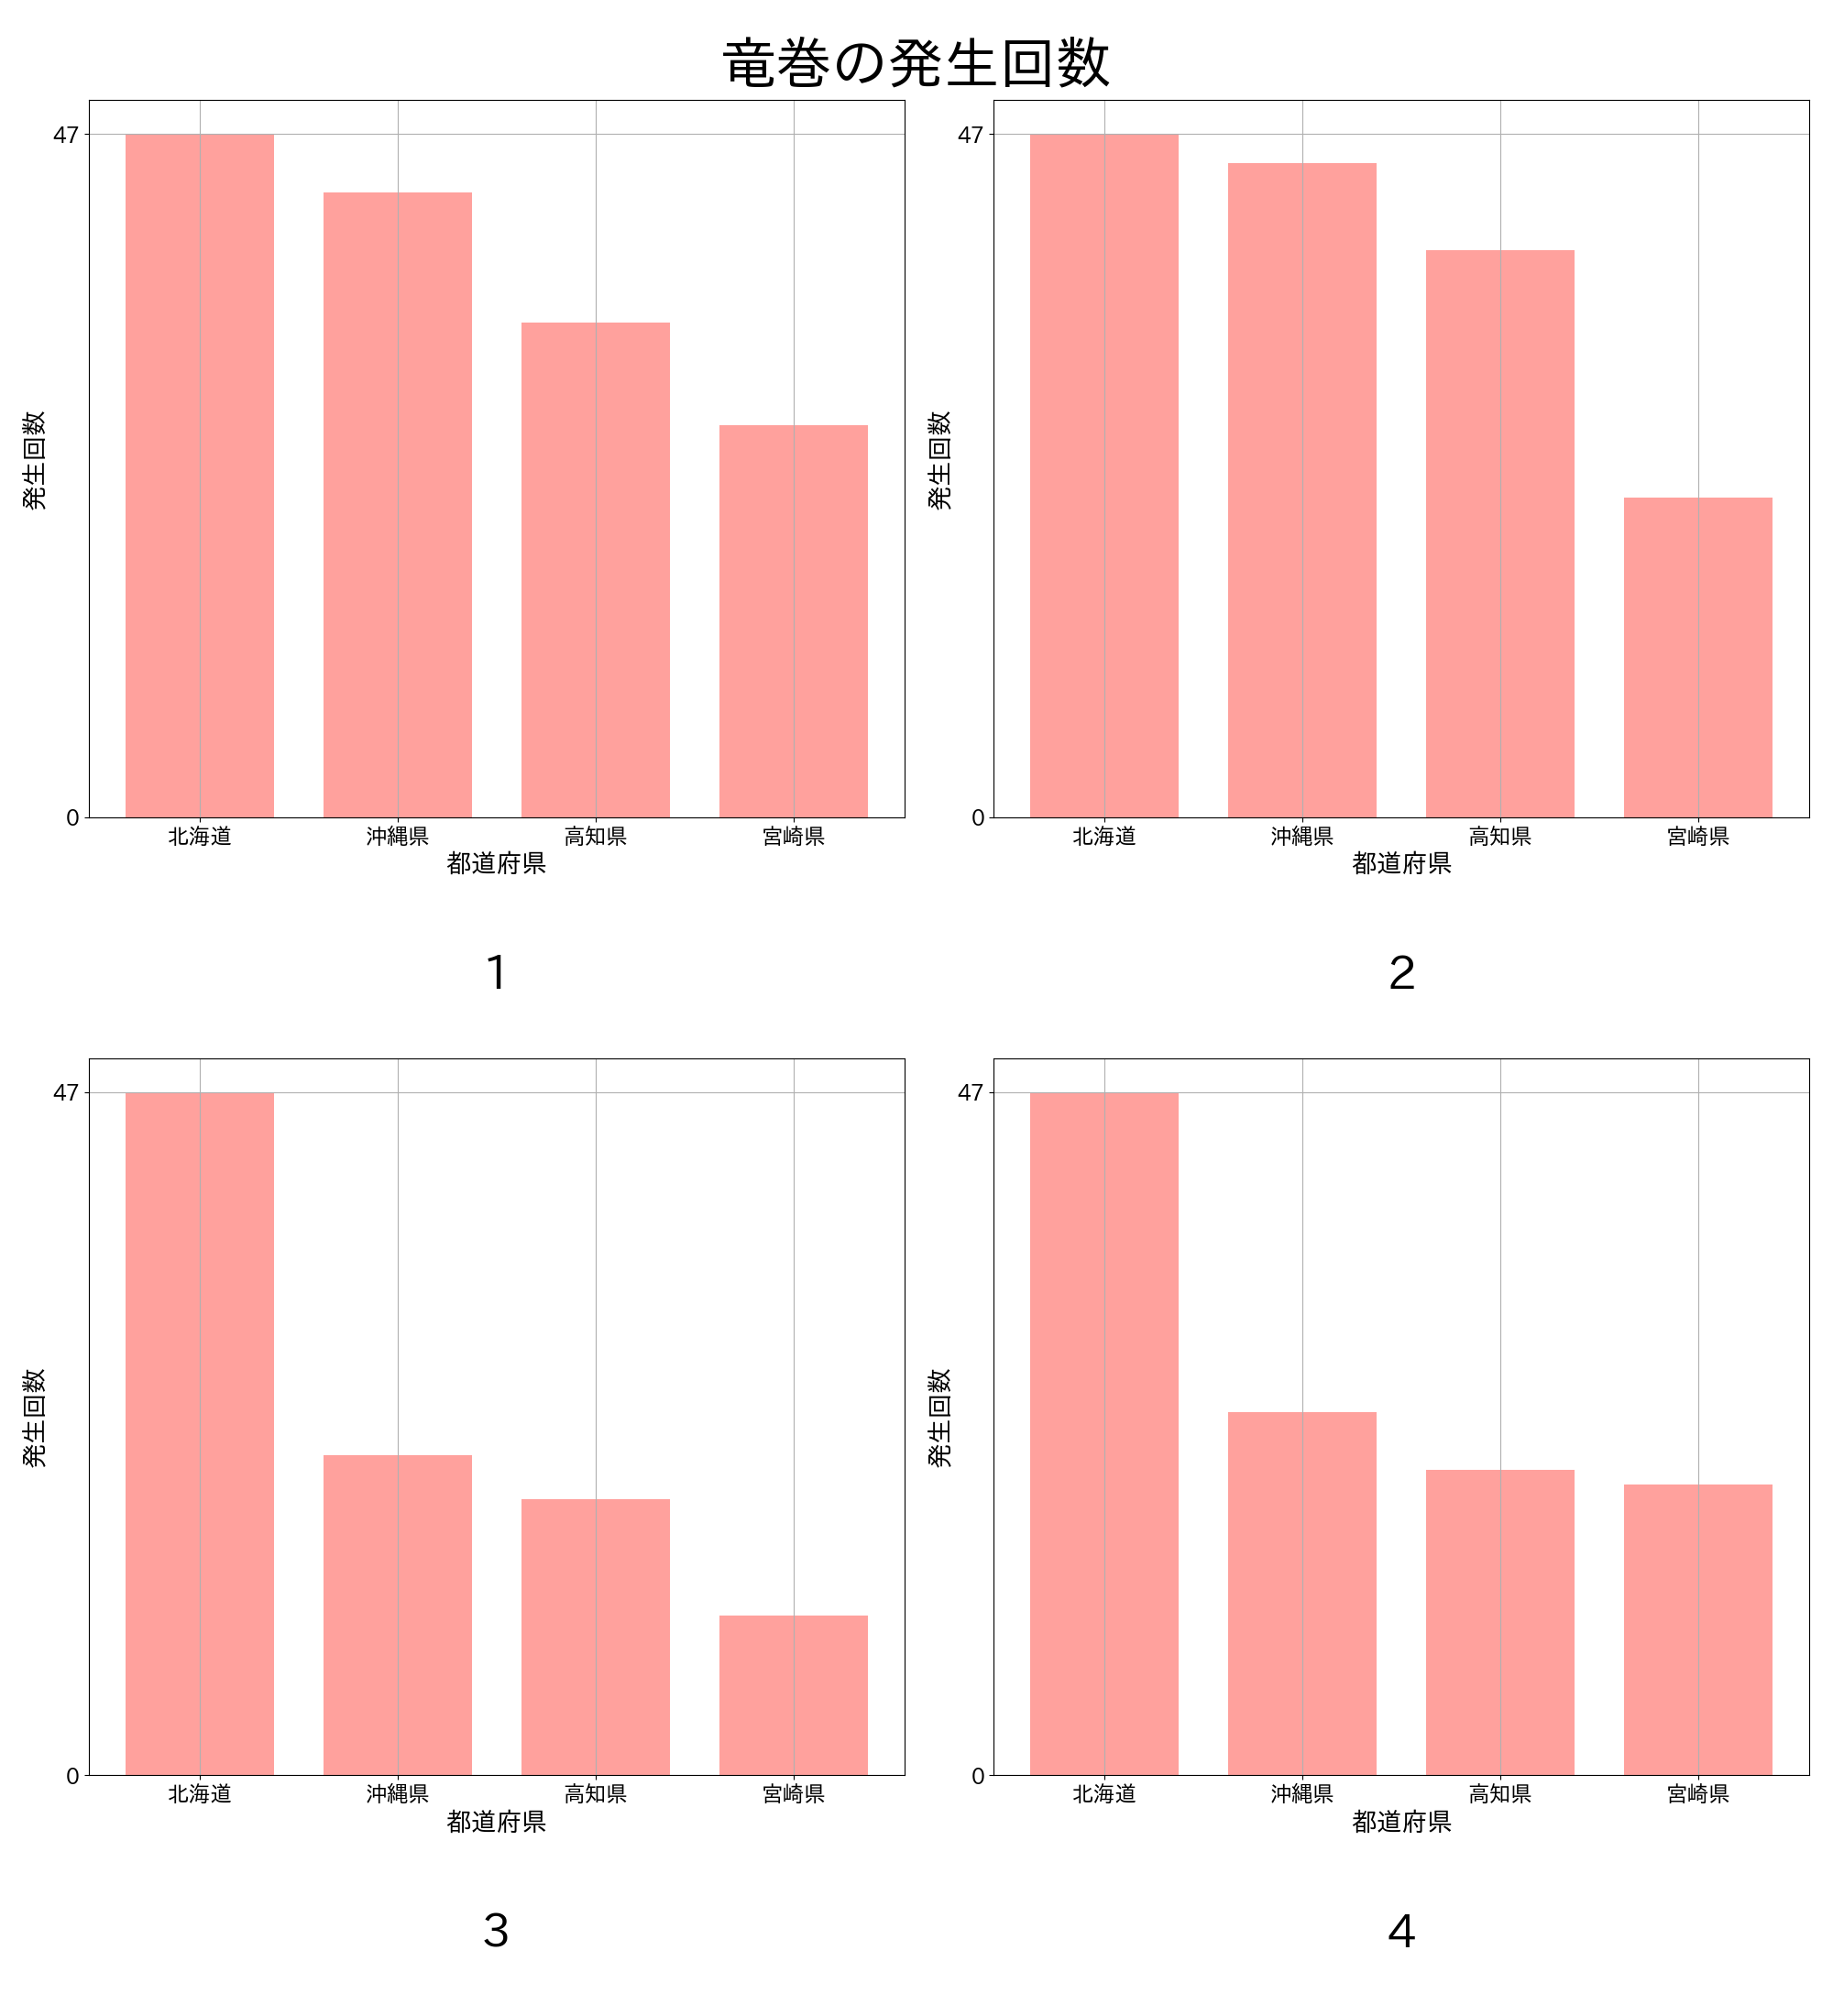 竜巻の発生回数
47
0
発生回数
北海道 沖縄県 高知県 宮崎県
都道府県
1
47
0
発生回数
北海道 沖縄県 高知県 宮崎県
都道府県
2
47
0
発生回数
北海道 沖縄県 高知県 宮崎県
都道府県
3
47
0
発生回数
北海道 沖縄県 高知県 宮崎県
都道府県
4